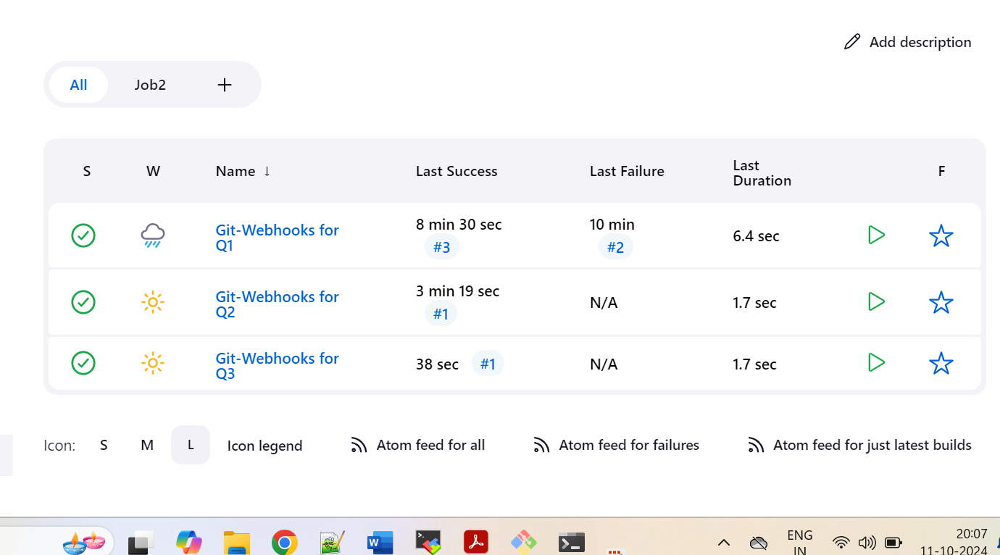 Add description
All Job2 +
S W Name ↓ Last Success Last Failure Last Duration F
Git-Webhooks for Q1
8 min 30 sec
#3
10 min
#2
6.4 sec
Git-Webhooks for Q2
3 min 19 sec
#1
N/A
1.7 sec
Git-Webhooks for Q3
38 sec #1
N/A
1.7 sec
Icon: S M L Icon legend Atom feed for all Atom feed for failures Atom feed for just latest builds
ENG
IN
20:07
11-10-2024